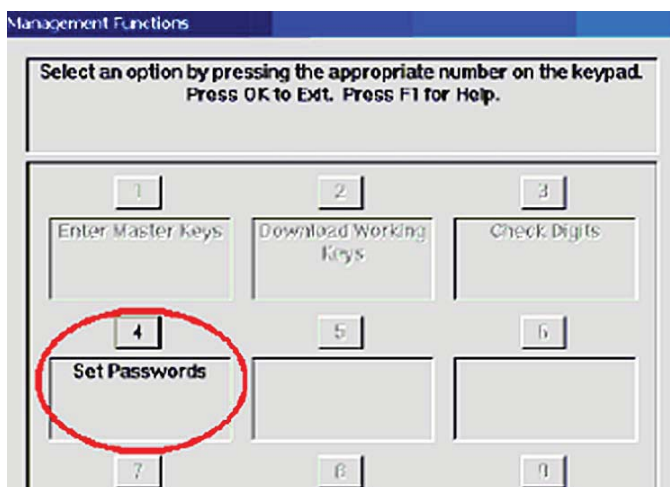 Management Functions
Select an option by pressing the appropriate number on the keypad.
Press OK to Exit. Press F1 for Help.
1 2 3
Enter Master Keys Download Working Check Digits
Keys
4 5 6
Set Passwords
7 8 9